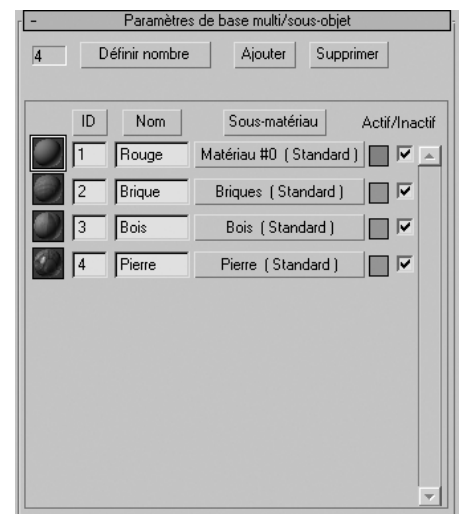 - Paramètres de base multi/sous-objet
4 Définir nombre Ajouter Supprimer
ID Nom Sous-matériau Actif/Inactif
1 Rouge Matériau #0 ( Standard )
2 Brique Briques ( Standard )
3 Bois Bois ( Standard )
4 Pierre Pierre ( Standard )